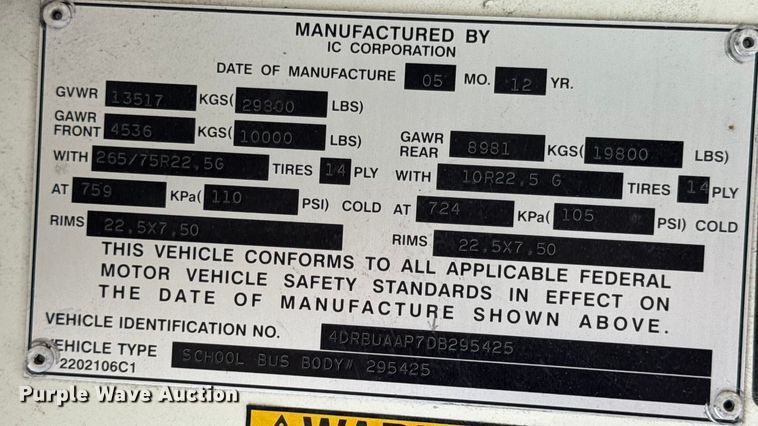 MANUFACTURED BY
IC CORPORATION
DATE OF MANUFACTURE 05 MO. 12 YR.
GVWR 13517 KGS( 29800 LBS)
GAWR FRONT 4536 KGS( 10000 LBS)
WITH 265/75R22.5G TIRES 14 PLY
AT 759 KPa( 110 PSI) COLD
RIMS 22.5X7.50
GAWR REAR 8981 KGS( 19800 LBS)
WITH 10R22.5 G TIRES 14 PLY
AT 724 KPa( 105 PSI) COLD
RIMS 22.5X7.50
THIS VEHICLE CONFORMS TO ALL APPLICABLE FEDERAL
MOTOR VEHICLE SAFETY STANDARDS IN EFFECT ON
THE DATE OF MANUFACTURE SHOWN ABOVE.
VEHICLE IDENTIFICATION NO. 4DRBUAAP7DB295425
VEHICLE TYPE SCHOOL BUS BODY# 295425
2202106C1
Purple Wave Auction